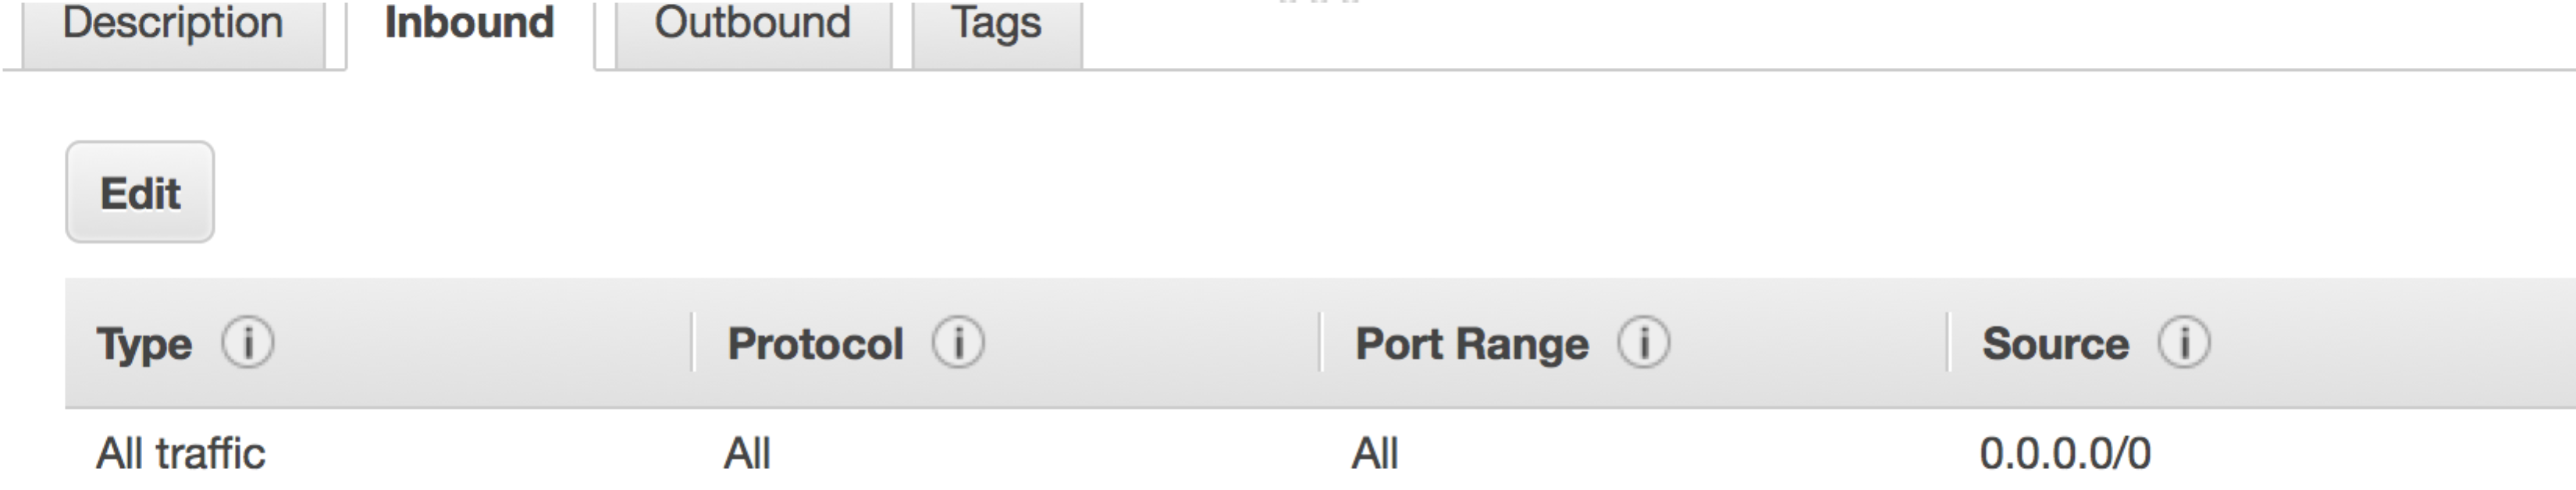 Description Inbound Outbound Tags
Edit
Type i Protocol i Port Range i Source i
All traffic All All 0.0.0.0/0